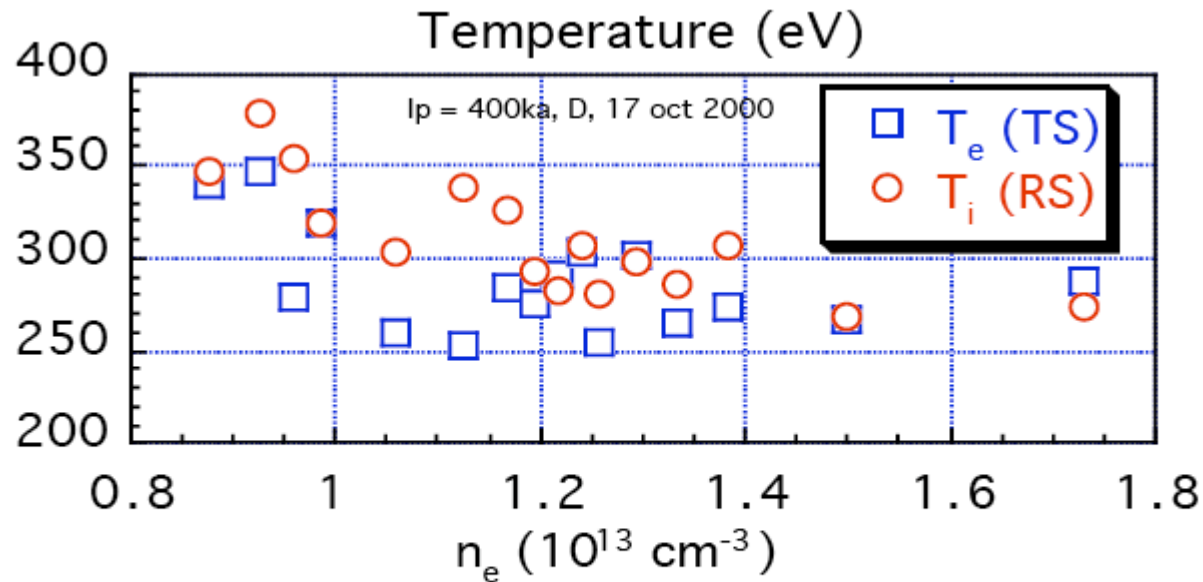 Temperature (eV)
400
Ip = 400ka, D, 17 oct 2000
Te (TS)
Ti (RS)
350
300
250
200
0.8 1 1.2 1.4 1.6 1.8
ne (10¹³ cm⁻³)